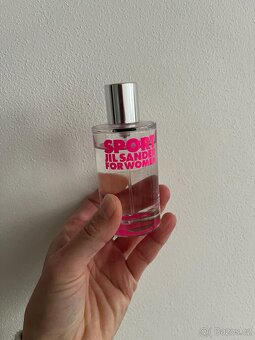 SPORT
JIL SANDER
FOR WOMEN
Bazos.cz